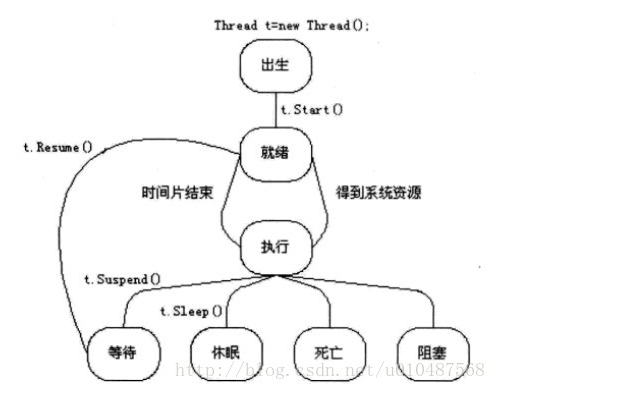 Thread t=new Thread();
出生
t.Start()
t.Resume()
就绪
时间片结束
得到系统资源
执行
t.Suspend()
t.Sleep()
等待
休眠
死亡
阻塞
http://blog.csdn.net/u010487568